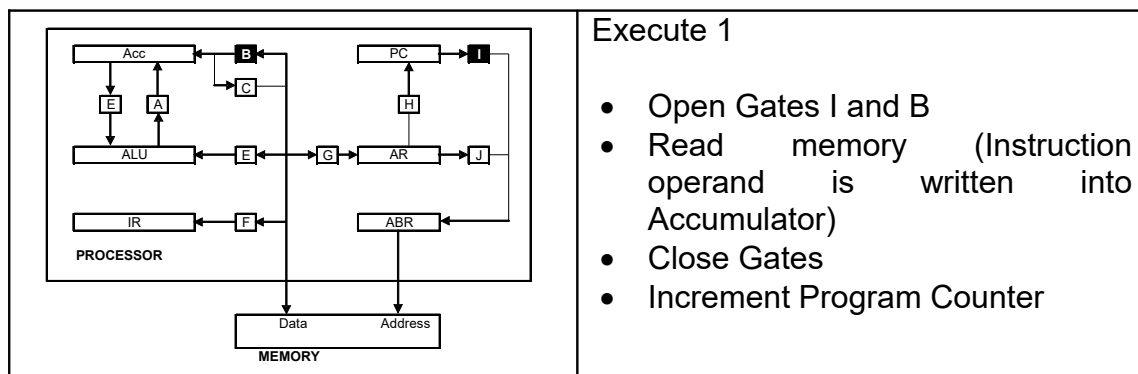 Acc
B
PC
I
C
E
A
H
ALU
E
G
AR
J
IR
F
ABR
PROCESSOR
Data
Address
MEMORY
Execute 1
• Open Gates I and B
• Read memory (Instruction
operand is written into
Accumulator)
• Close Gates
• Increment Program Counter